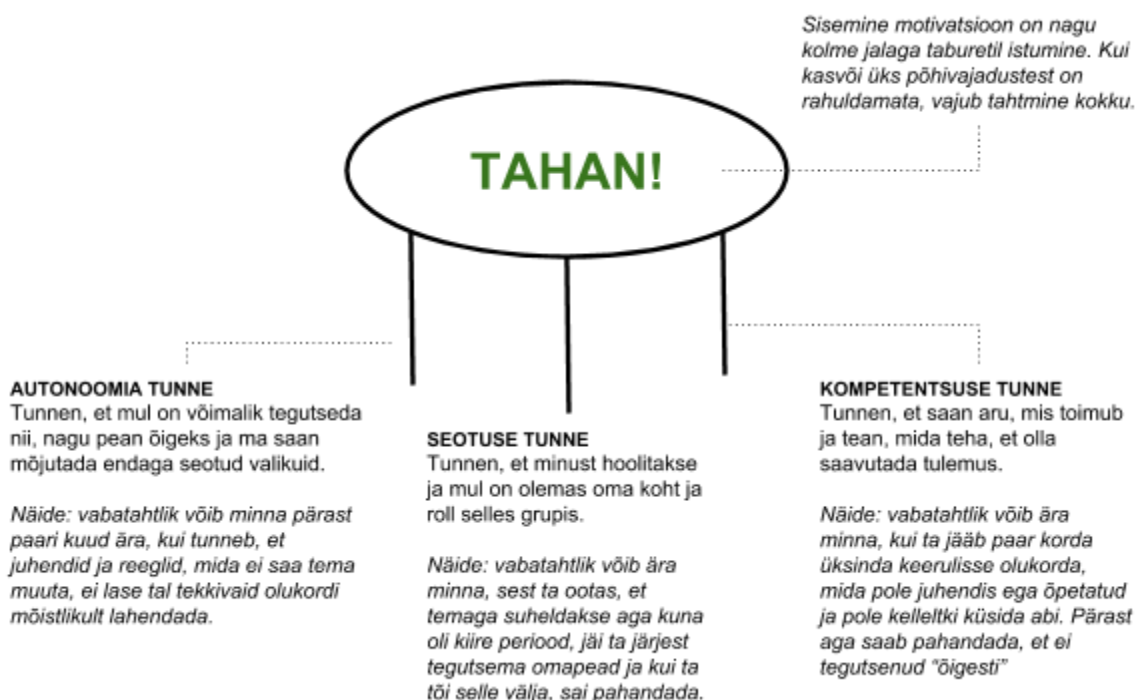 Sisemine motivatsioon on nagu
kolme jalaga taburetil istumine. Kui
kasvõi üks põhivajadustest on
rahuldamata, vajub tahtmine kokku.
TAHAN!
AUTONOOMIA TUNNE
Tunnen, et mul on võimalik tegutseda
nii, nagu pean õigeks ja ma saan
mõjutada endaga seotud valikuid.
Näide: vabatahtlik võib minna pärast
paari kuud ära, kui tunneb, et
juhendid ja reeglid, mida ei saa tema
muuta, ei lase tal tekkivaid olukordi
mõistlikult lahendada.
SEOTUSE TUNNE
Tunnen, et minust hoolitakse
ja mul on olemas oma koht ja
roll selles grupis.
Näide: vabatahtlik võib ära
minna, sest ta ootas, et
temaga suheldakse aga kuna
oli kiire periood, jäi ta järjest
tegutsema omapead ja kui ta
tõi selle välja, sai pahandada.
KOMPETENTSUSE TUNNE
Tunnen, et saan aru, mis toimub
ja tean, mida teha, et olla
saavutada tulemus.
Näide: vabatahtlik võib ära
minna, kui ta jääb paar korda
üksinda keerulisse olukorda,
mida pole juhendis ega õpetatud
ja pole kelleltki küsida abi. Pärast
aga saab pahandada, et ei
tegutsenud "õigesti"